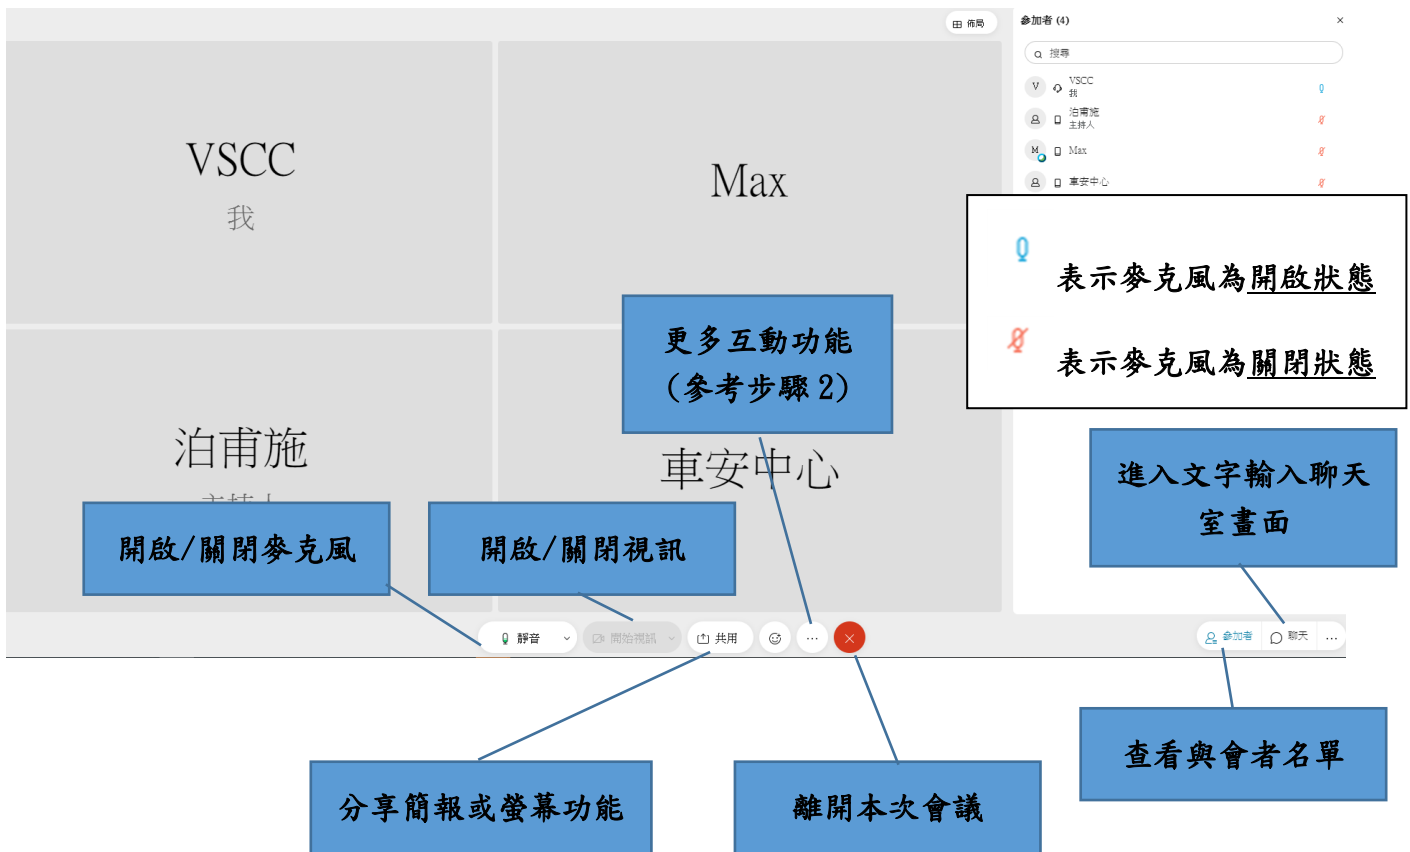 佈局
參加者 (4)
搜尋
V
VSCC
我
泊甫施
主持人
M
Max
車安中心
VSCC
我
Max
泊甫施
車安中心
表示麥克風為開啟狀態
表示麥克風為關閉狀態
更多互動功能
(參考步驟 2)
進入文字輸入聊天
室畫面
開啟/關閉麥克風
開啟/關閉視訊
靜音
開始視訊
共用
參加者
聊天
查看與會者名單
分享簡報或螢幕功能
離開本次會議